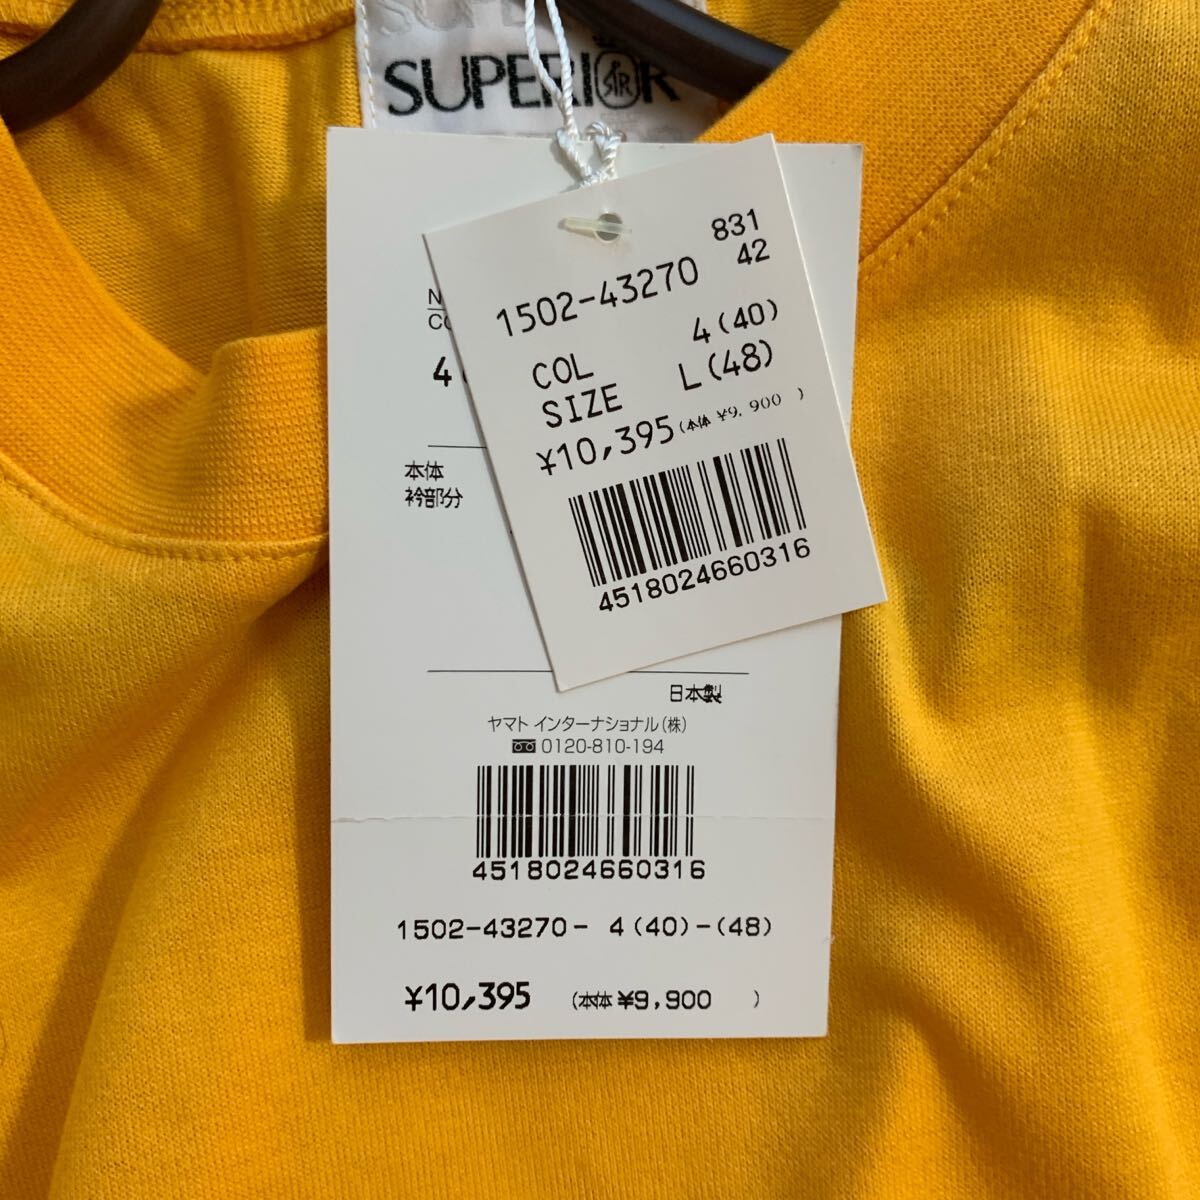 SUPERIOR
831
42
1502-43270
COL 4(40)
SIZE L(48)
¥10,395(本体 ¥9,900 )
4518024660316
4
本体
衿部分
日本製
ヤマト インターナショナル(株)
0120-810-194
4518024660316
1502-43270- 4(40)-(48)
¥10,395 (本体 ¥9,900 )